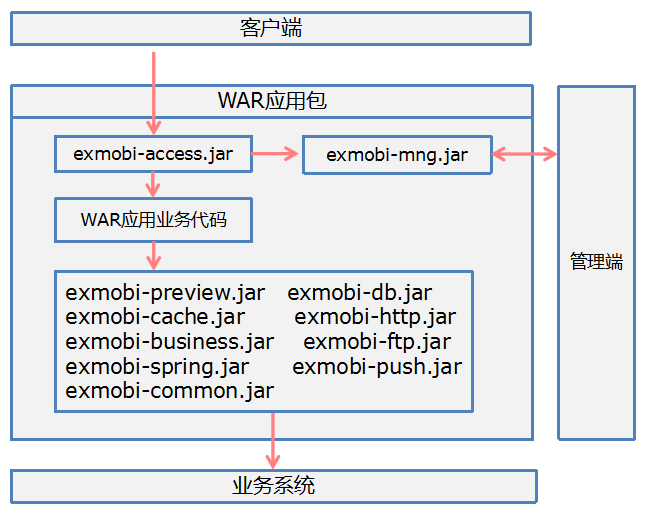 客户端
WAR应用包
exmobi-access.jar
exmobi-mng.jar
WAR应用业务代码
管理端
exmobi-preview.jar exmobi-db.jar
exmobi-cache.jar exmobi-http.jar
exmobi-business.jar exmobi-ftp.jar
exmobi-spring.jar exmobi-push.jar
exmobi-common.jar
业务系统